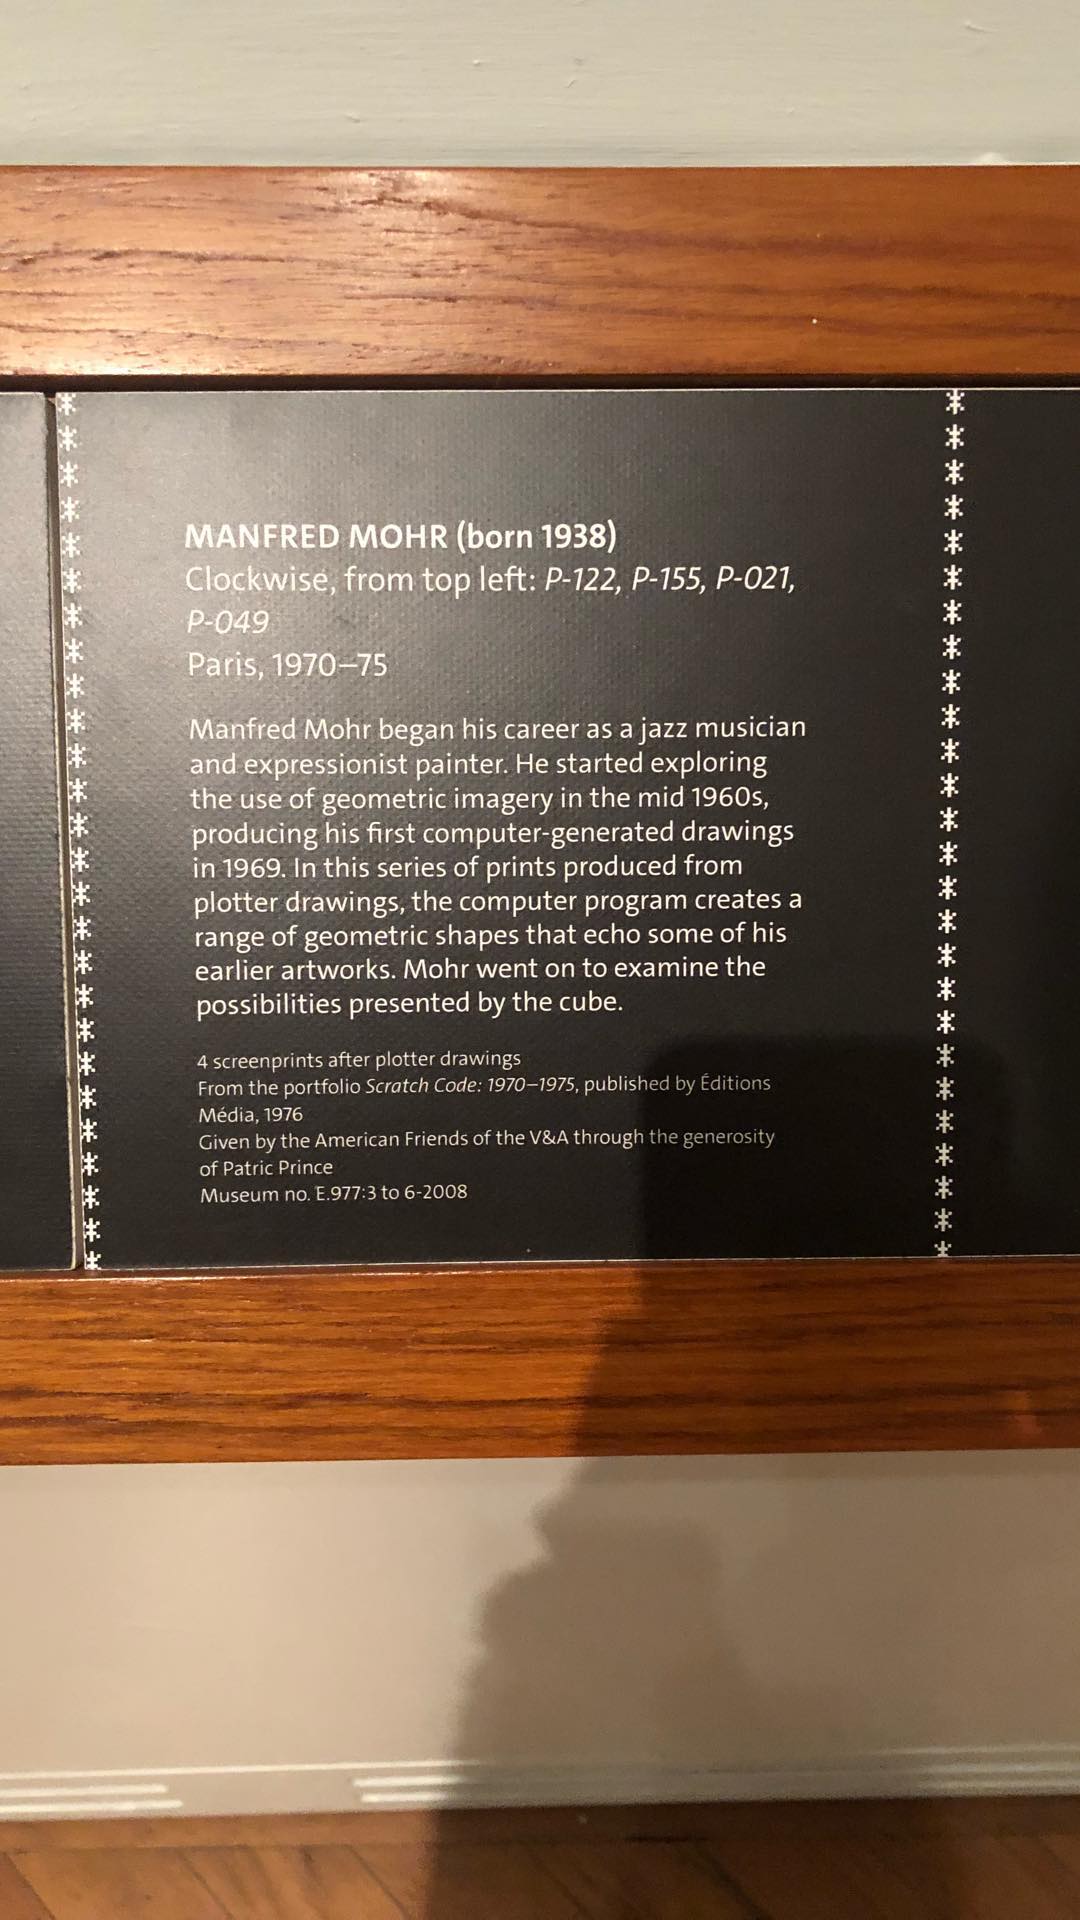 MANFRED MOHR (born 1938)
Clockwise, from top left: P-122, P-155, P-021,
P-049
Paris, 1970–75
Manfred Mohr began his career as a jazz musician
and expressionist painter. He started exploring
the use of geometric imagery in the mid 1960s,
producing his first computer-generated drawings
in 1969. In this series of prints produced from
plotter drawings, the computer program creates a
range of geometric shapes that echo some of his
earlier artworks. Mohr went on to examine the
possibilities presented by the cube.
4 screenprints after plotter drawings
From the portfolio Scratch Code: 1970–1975, published by Éditions
Média, 1976
Given by the American Friends of the V&A through the generosity
of Patric Prince
Museum no. E.977:3 to 6-2008